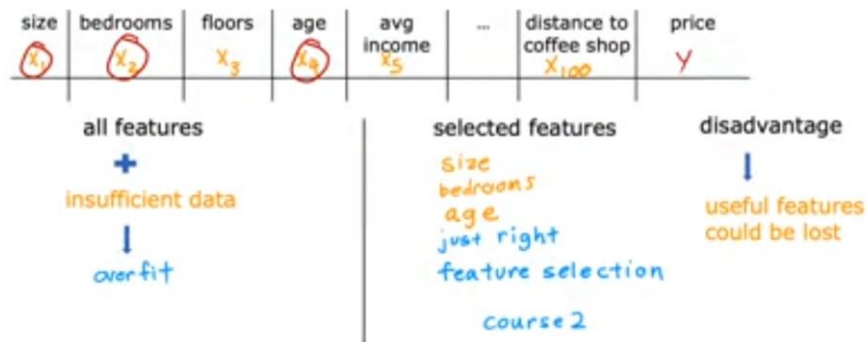 size bedrooms floors age avg income ... distance to coffee shop price
x₁ x₂ x₃ x₄ x₅ x₁₀₀ y
all features
+
insufficient data
↓
overfit
selected features
size
bedrooms
age
just right
feature selection
course 2
disadvantage
↓
useful features
could be lost